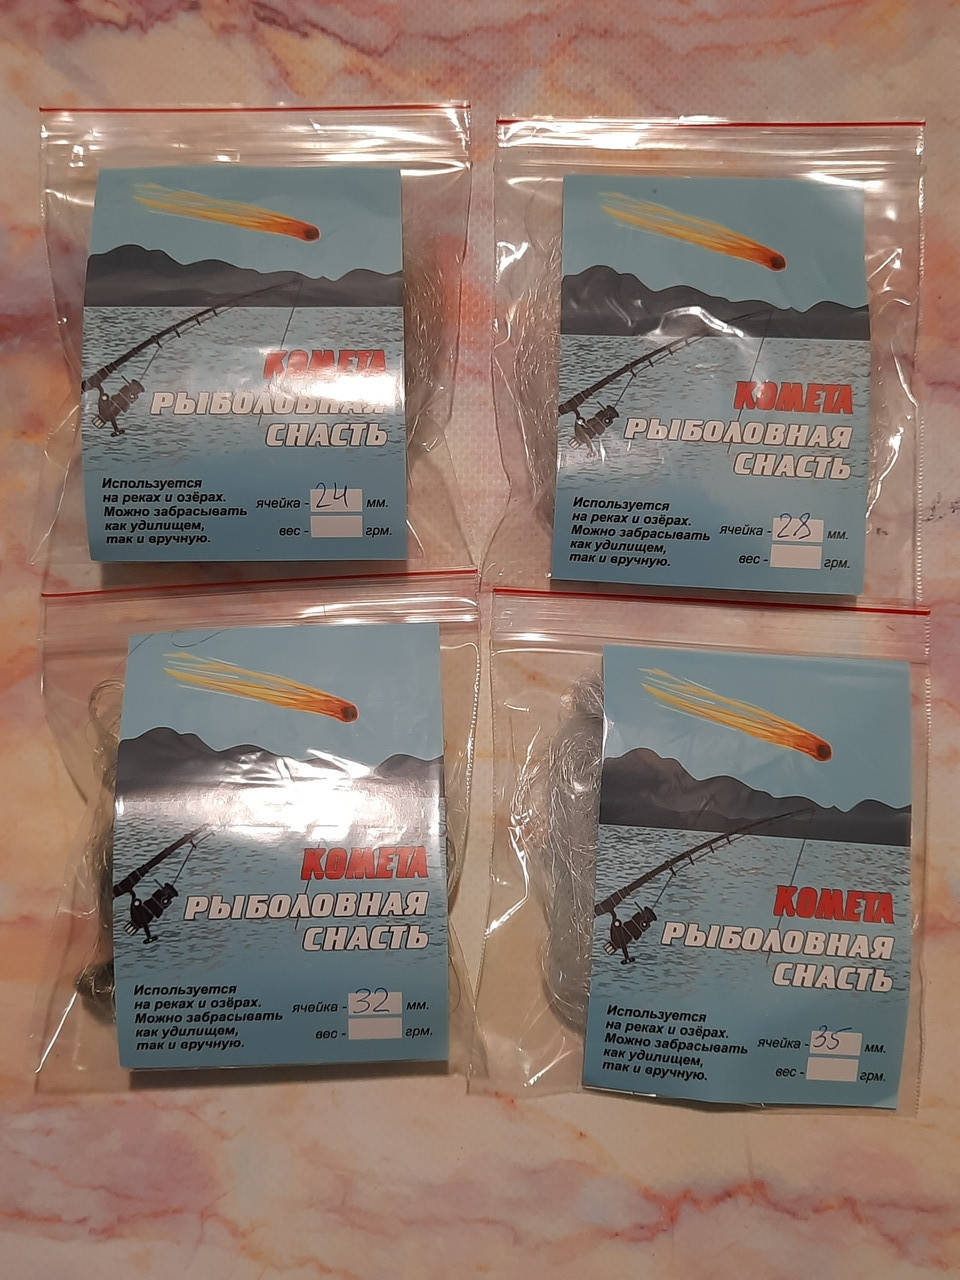 КОМЕТА
РЫБОЛОВНАЯ
СНАСТЬ
Используется
на реках и озёрах.
Можно забрасывать
как удилищем,
так и вручную.
ячейка - 24 мм.
вес - грм.
КОМЕТА
РЫБОЛОВНАЯ
СНАСТЬ
Используется
на реках и озёрах.
Можно забрасывать
как удилищем,
так и вручную.
ячейка - 28 мм.
вес - грм.
КОМЕТА
РЫБОЛОВНАЯ
СНАСТЬ
Используется
на реках и озёрах.
Можно забрасывать
как удилищем,
так и вручную.
ячейка - 32 мм.
вес - грм.
КОМЕТА
РЫБОЛОВНАЯ
СНАСТЬ
Используется
на реках и озёрах.
Можно забрасывать
как удилищем,
так и вручную.
ячейка - 35 мм.
вес - грм.